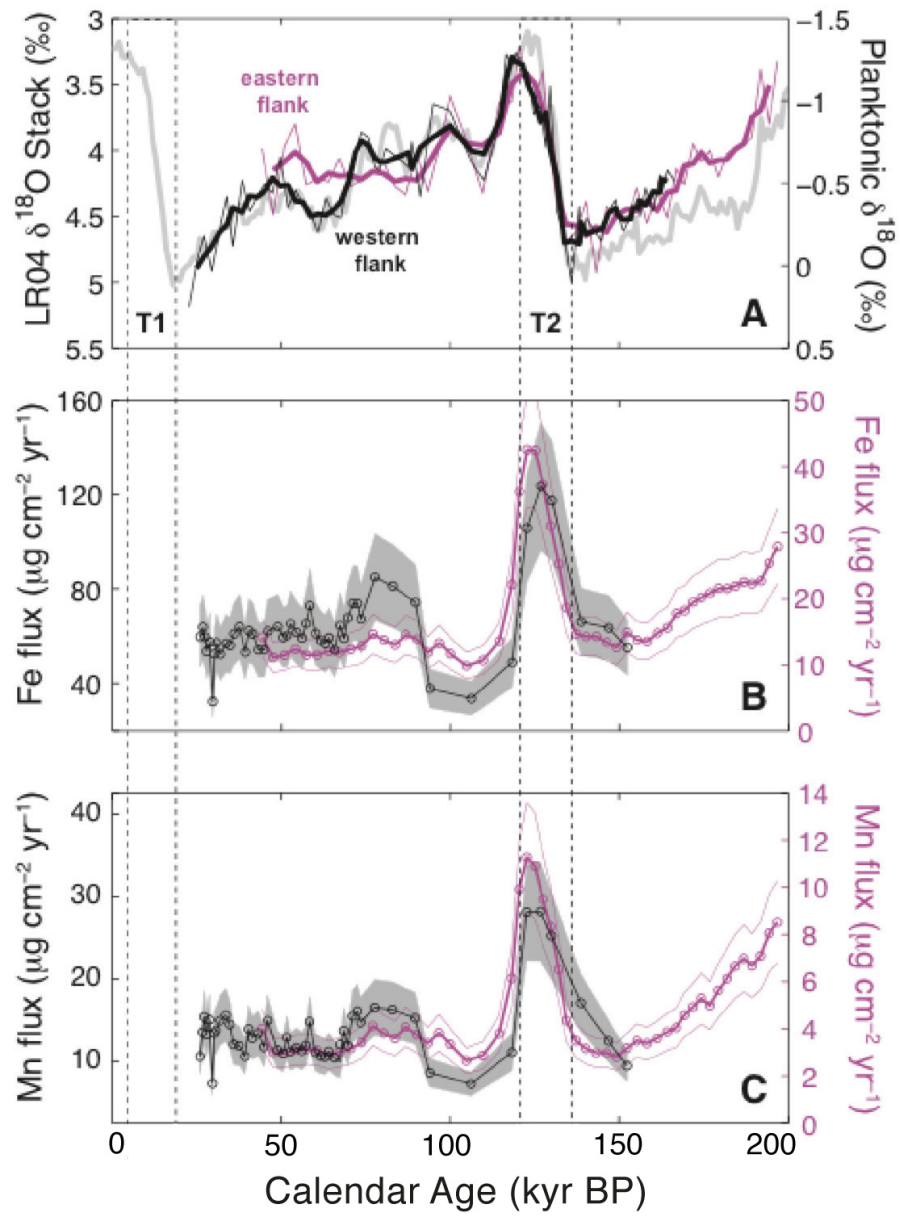 3
3.5
4
4.5
5
5.5
LR04 δ¹⁸O Stack (‰)
eastern
flank
western
flank
T1
T2
A
−1.5
−1
−0.5
0
0.5
Planktonic δ¹⁸O (‰)
160
120
80
40
Fe flux (µg cm⁻² yr⁻¹)
B
50
40
30
20
10
0
Fe flux (µg cm⁻² yr⁻¹)
40
30
20
10
Mn flux (µg cm⁻² yr⁻¹)
C
14
12
10
8
6
4
2
0
Mn flux (µg cm⁻² yr⁻¹)
0 50 100 150 200
Calendar Age (kyr BP)